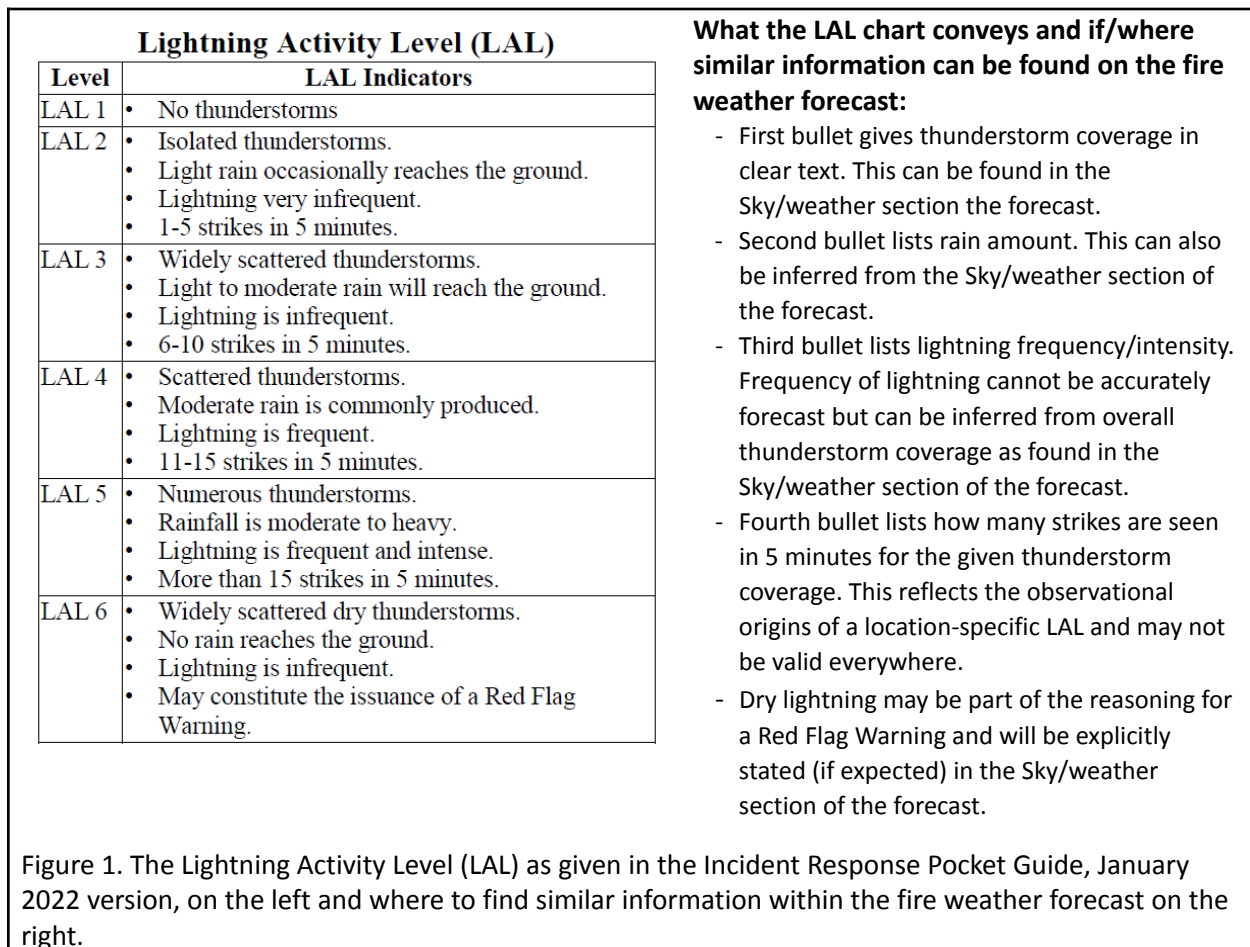 Lightning Activity Level (LAL)
Level LAL Indicators
LAL 1 • No thunderstorms
LAL 2 • Isolated thunderstorms.
• Light rain occasionally reaches the ground.
• Lightning very infrequent.
• 1-5 strikes in 5 minutes.
LAL 3 • Widely scattered thunderstorms.
• Light to moderate rain will reach the ground.
• Lightning is infrequent.
• 6-10 strikes in 5 minutes.
LAL 4 • Scattered thunderstorms.
• Moderate rain is commonly produced.
• Lightning is frequent.
• 11-15 strikes in 5 minutes.
LAL 5 • Numerous thunderstorms.
• Rainfall is moderate to heavy.
• Lightning is frequent and intense.
• More than 15 strikes in 5 minutes.
LAL 6 • Widely scattered dry thunderstorms.
• No rain reaches the ground.
• Lightning is infrequent.
• May constitute the issuance of a Red Flag
Warning.
What the LAL chart conveys and if/where
similar information can be found on the fire
weather forecast:
- First bullet gives thunderstorm coverage in
clear text. This can be found in the
Sky/weather section the forecast.
- Second bullet lists rain amount. This can also
be inferred from the Sky/weather section of
the forecast.
- Third bullet lists lightning frequency/intensity.
Frequency of lightning cannot be accurately
forecast but can be inferred from overall
thunderstorm coverage as found in the
Sky/weather section of the forecast.
- Fourth bullet lists how many strikes are seen
in 5 minutes for the given thunderstorm
coverage. This reflects the observational
origins of a location-specific LAL and may not
be valid everywhere.
- Dry lightning may be part of the reasoning for
a Red Flag Warning and will be explicitly
stated (if expected) in the Sky/weather
section of the forecast.
Figure 1. The Lightning Activity Level (LAL) as given in the Incident Response Pocket Guide, January
2022 version, on the left and where to find similar information within the fire weather forecast on the
right.